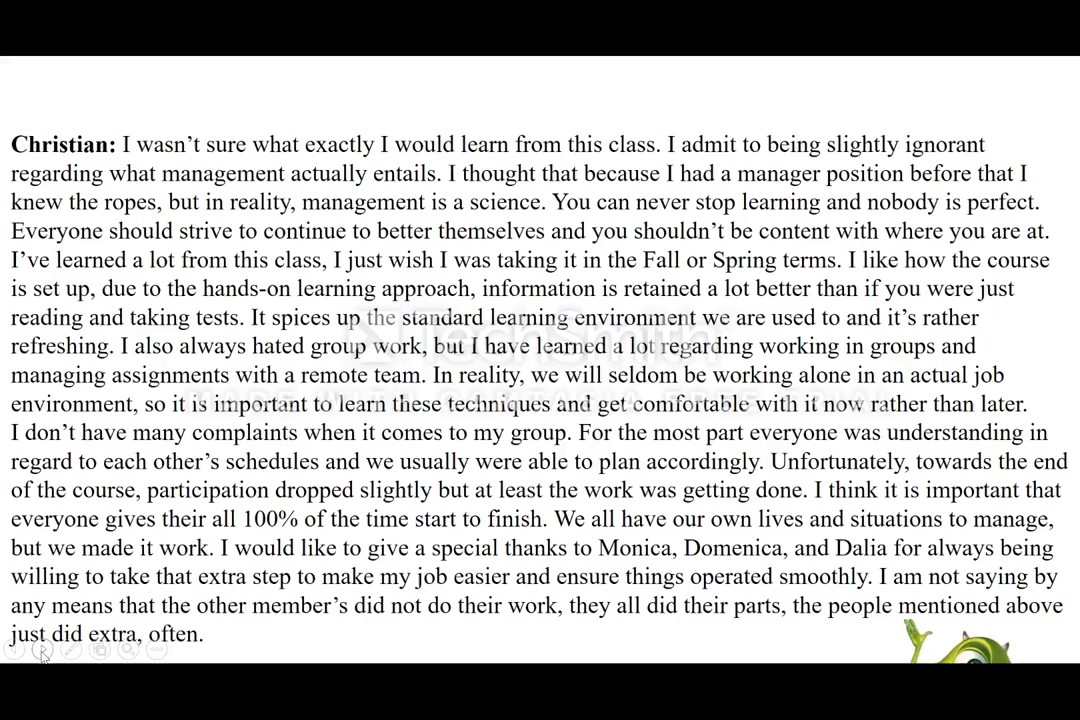 Christian: I wasn’t sure what exactly I would learn from this class. I admit to being slightly ignorant
regarding what management actually entails. I thought that because I had a manager position before that I
knew the ropes, but in reality, management is a science. You can never stop learning and nobody is perfect.
Everyone should strive to continue to better themselves and you shouldn’t be content with where you are at.
I’ve learned a lot from this class, I just wish I was taking it in the Fall or Spring terms. I like how the course
is set up, due to the hands-on learning approach, information is retained a lot better than if you were just
reading and taking tests. It spices up the standard learning environment we are used to and it’s rather
refreshing. I also always hated group work, but I have learned a lot regarding working in groups and
managing assignments with a remote team. In reality, we will seldom be working alone in an actual job
environment, so it is important to learn these techniques and get comfortable with it now rather than later.
I don’t have many complaints when it comes to my group. For the most part everyone was understanding in
regard to each other’s schedules and we usually were able to plan accordingly. Unfortunately, towards the end
of the course, participation dropped slightly but at least the work was getting done. I think it is important that
everyone gives their all 100% of the time start to finish. We all have our own lives and situations to manage,
but we made it work. I would like to give a special thanks to Monica, Domenica, and Dalia for always being
willing to take that extra step to make my job easier and ensure things operated smoothly. I am not saying by
any means that the other member’s did not do their work, they all did their parts, the people mentioned above
just did extra, often.
TechSmith